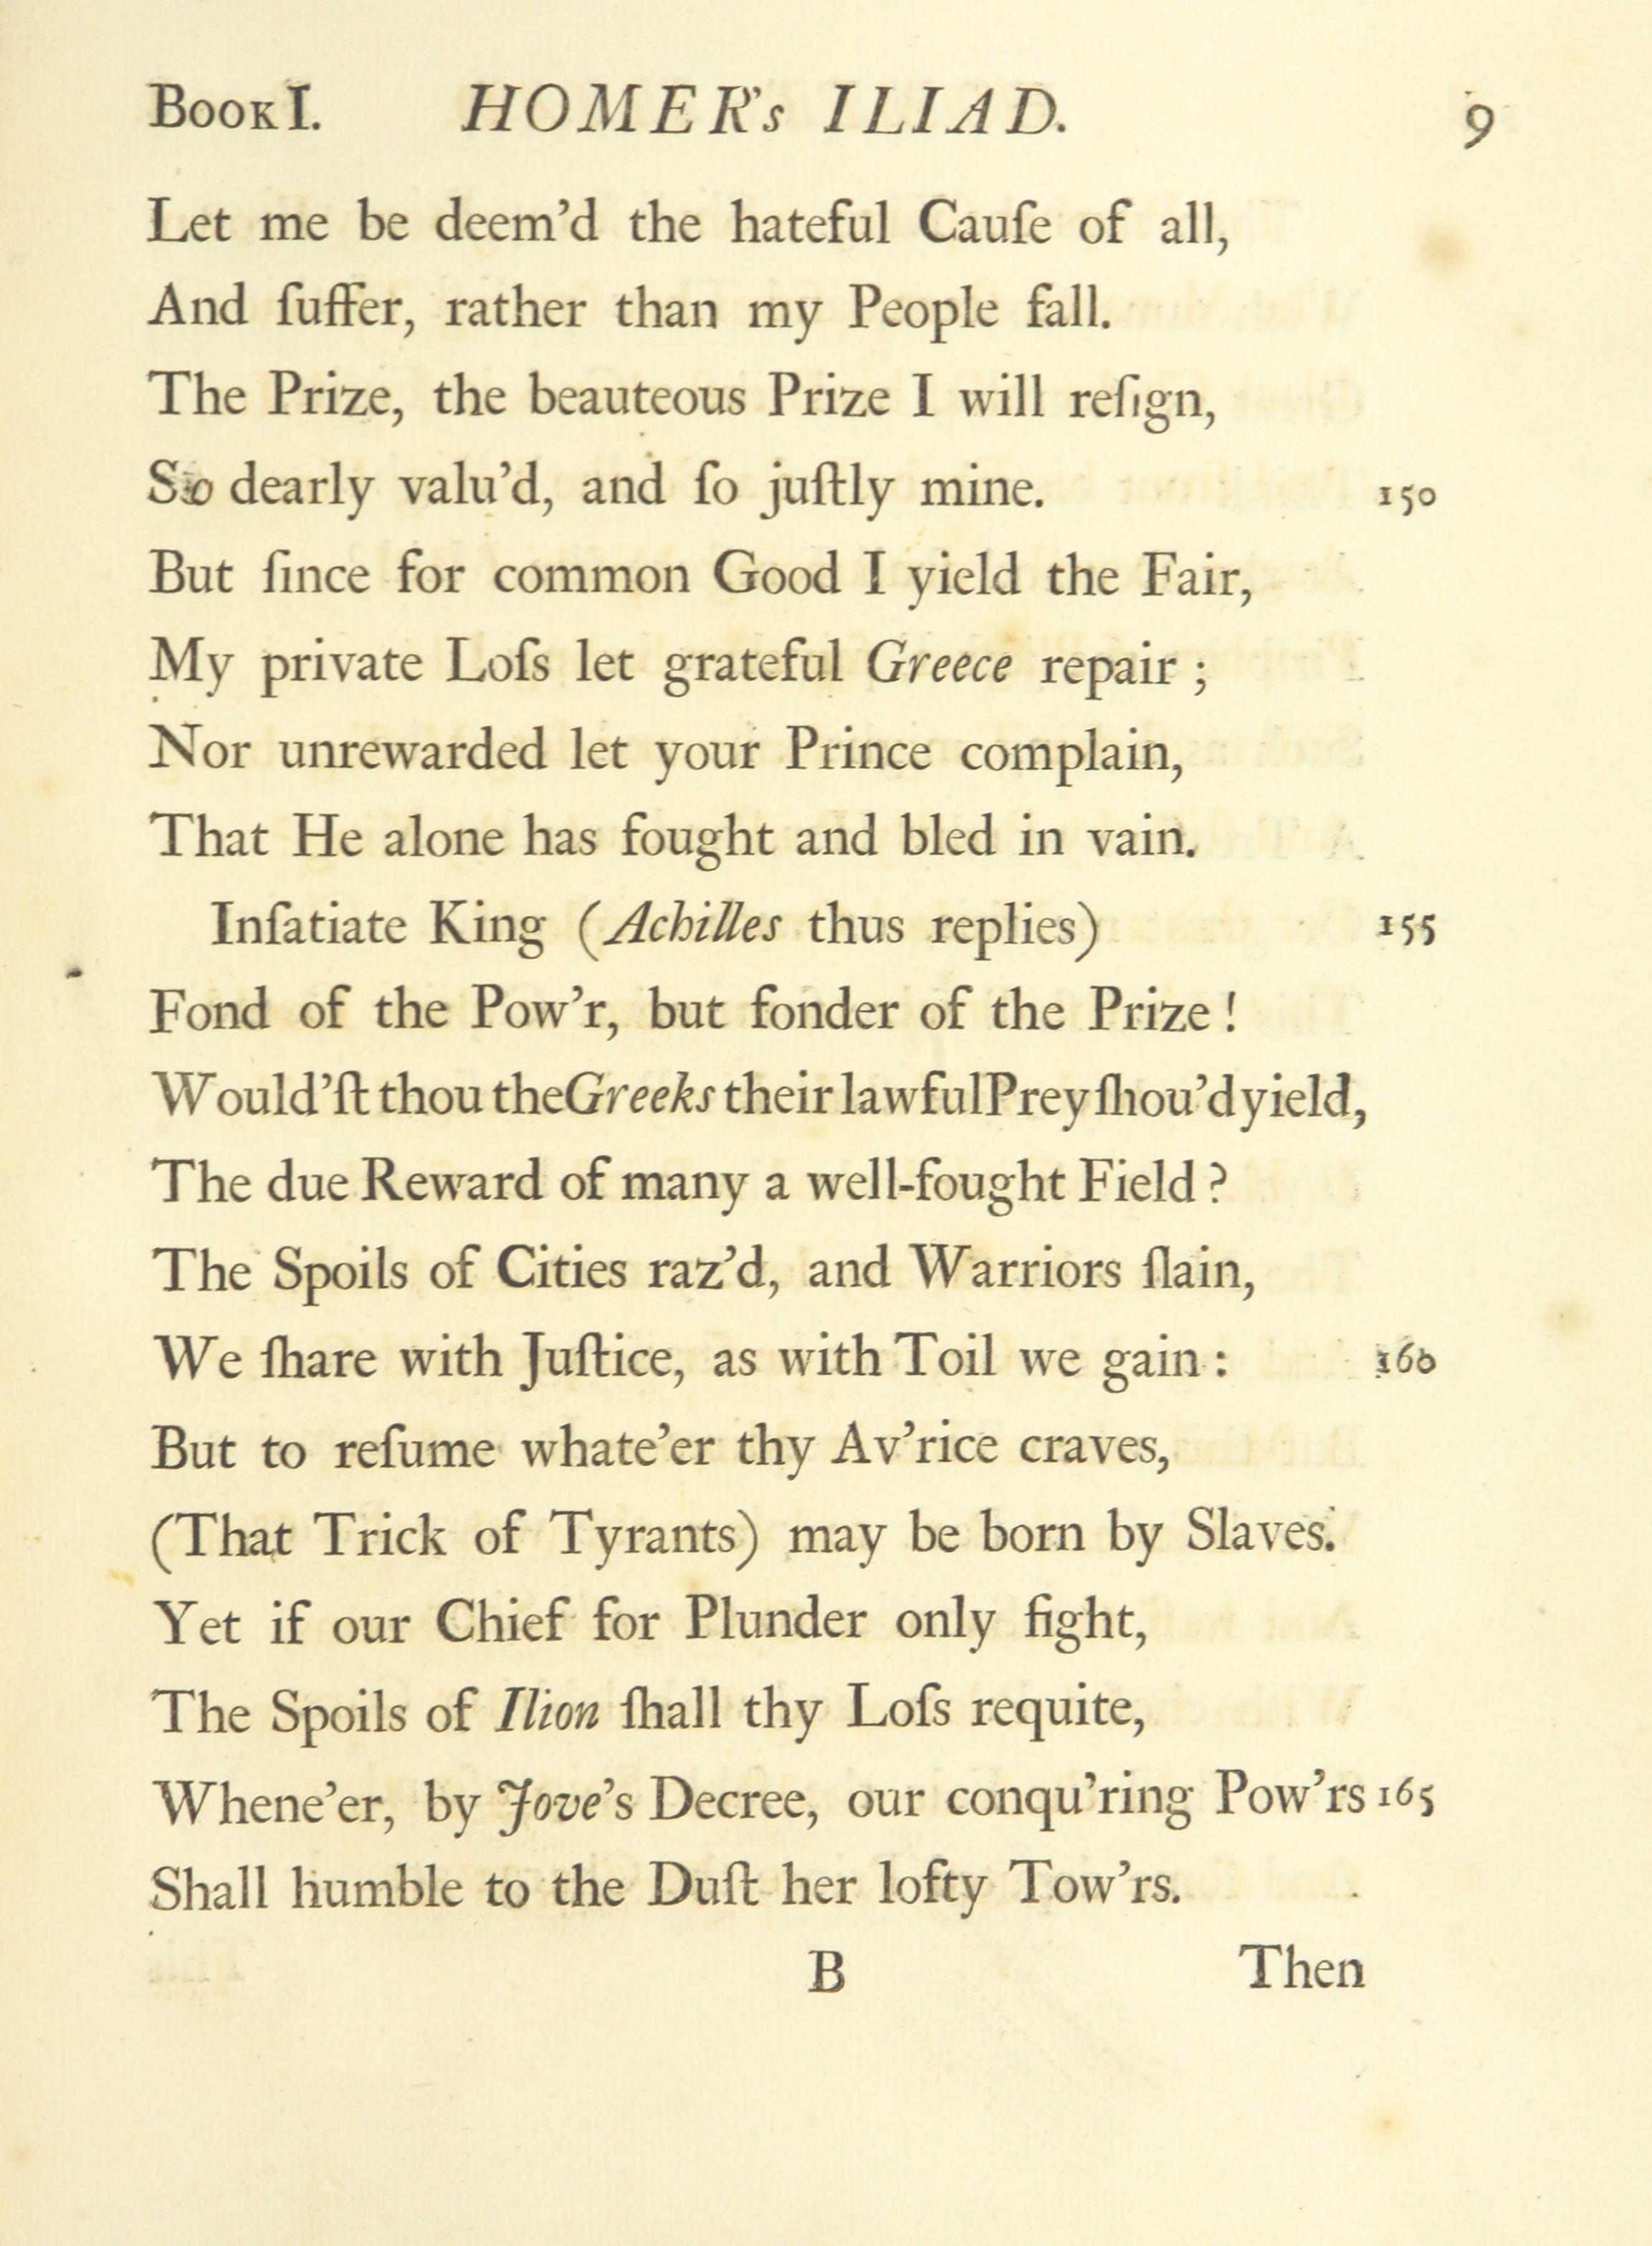 BOOK I. HOMER's ILIAD. 9
Let me be deem'd the hateful Cauſe of all,
And ſuffer, rather than my People fall.
The Prize, the beauteous Prize I will reſign,
So dearly valu'd, and ſo juſtly mine. 150
But ſince for common Good I yield the Fair,
My private Loſs let grateful Greece repair ;
Nor unrewarded let your Prince complain,
That He alone has fought and bled in vain.
Inſatiate King (Achilles thus replies) 155
Fond of the Pow'r, but fonder of the Prize !
Would'ſt thou the Greeks their lawful Prey ſhou'd yield,
The due Reward of many a well-fought Field ?
The Spoils of Cities raz'd, and Warriors ſlain,
We ſhare with Juſtice, as with Toil we gain : 160
But to reſume whate'er thy Av'rice craves,
(That Trick of Tyrants) may be born by Slaves.
Yet if our Chief for Plunder only fight,
The Spoils of Ilion ſhall thy Loſs requite,
Whene'er, by Jove's Decree, our conqu'ring Pow'rs 165
Shall humble to the Duſt her lofty Tow'rs.
B Then